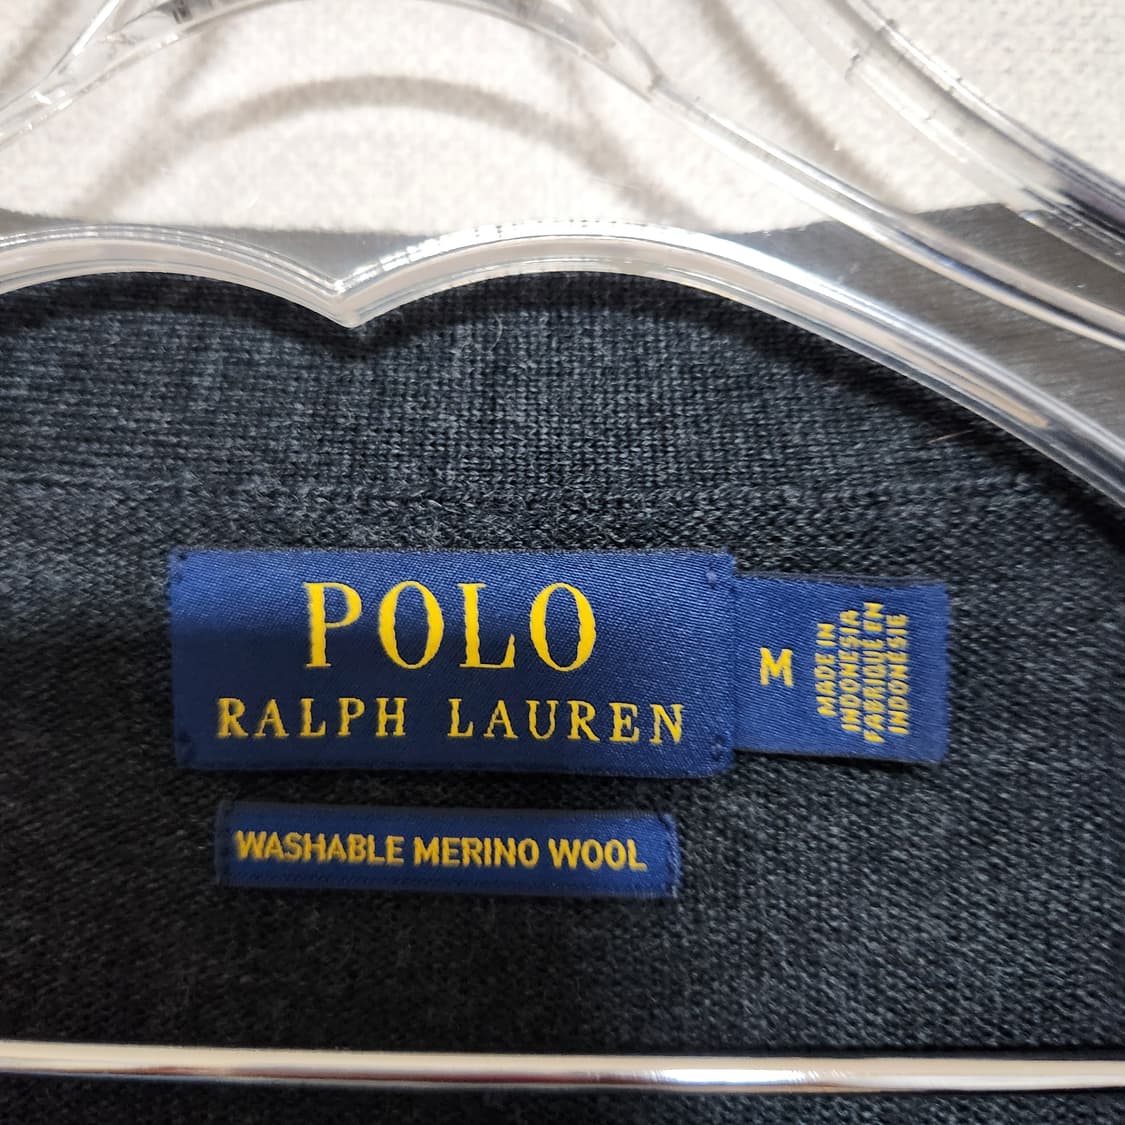 POLO
RALPH LAUREN
M
MADE IN
INDONESIA
FABRIQUE EN
INDONESIE
WASHABLE MERINO WOOL